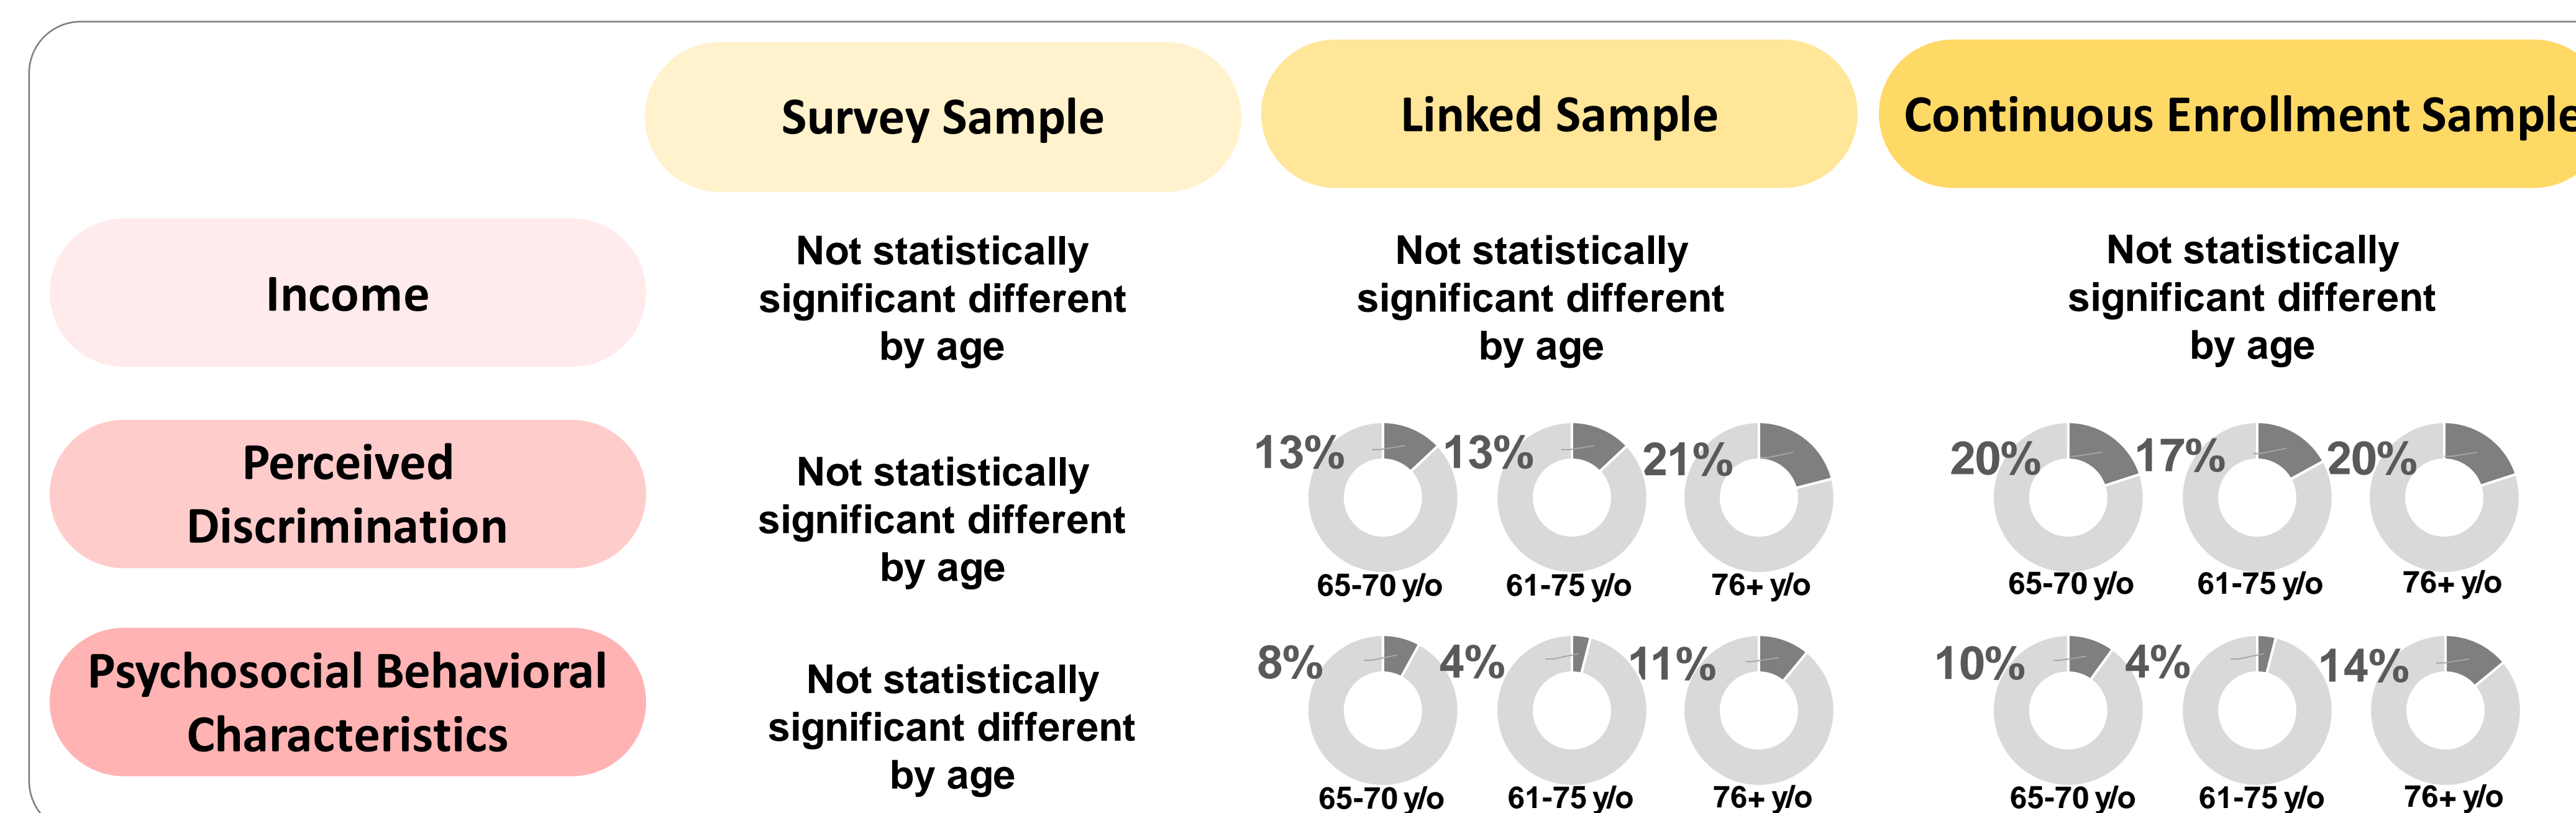 Survey Sample
Linked Sample
Continuous Enrollment Sample
Income
Not statistically
significant different
by age
Not statistically
significant different
by age
Not statistically
significant different
by age
Perceived
Discrimination
Not statistically
significant different
by age
13%
13%
21%
65-70 y/o
61-75 y/o
76+ y/o
20%
17%
20%
65-70 y/o
61-75 y/o
76+ y/o
Psychosocial Behavioral
Characteristics
Not statistically
significant different
by age
8%
4%
11%
65-70 y/o
61-75 y/o
76+ y/o
10%
4%
14%
65-70 y/o
61-75 y/o
76+ y/o